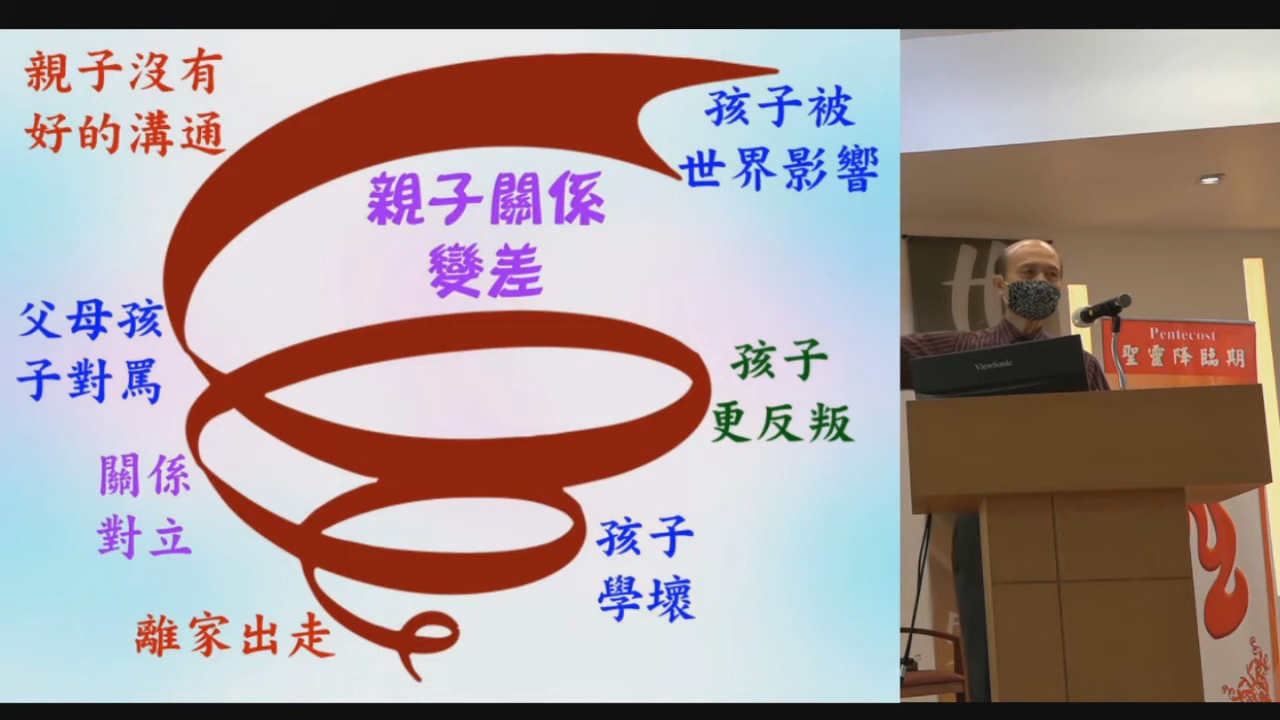 親子沒有
好的溝通
孩子被
世界影響
親子關係
變差
父母孩
子對罵
孩子
更反叛
關係
對立
孩子
學壞
離家出走
ViewSonic
Pentecost
聖靈降臨期